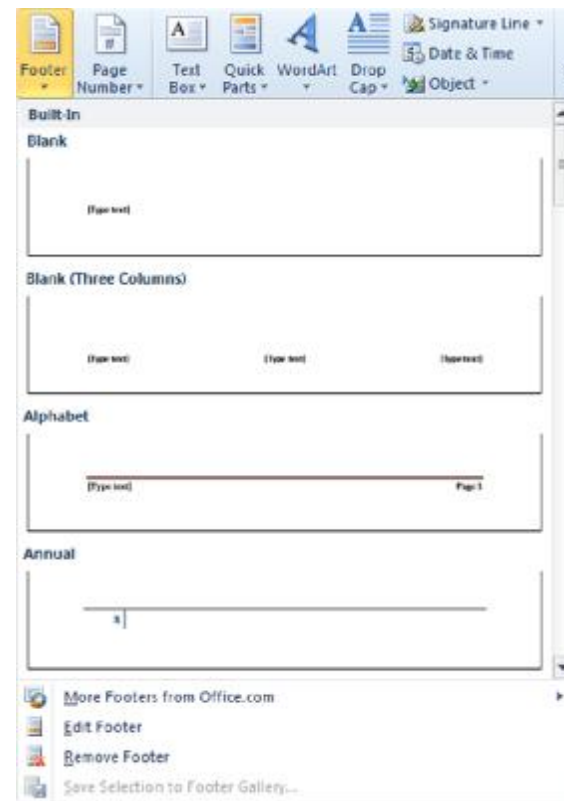 Footer
Page Number
Text Box
A
Quick Parts
WordArt
Drop Cap
Signature Line
Date & Time
Object
Built-In
Blank
[Type text]
Blank (Three Columns)
[Type text] [Type text] [Type text]
Alphabet
[Type text] Page 1
Annual
More Footers from Office.com
Edit Footer
Remove Footer
Save Selection to Footer Gallery...